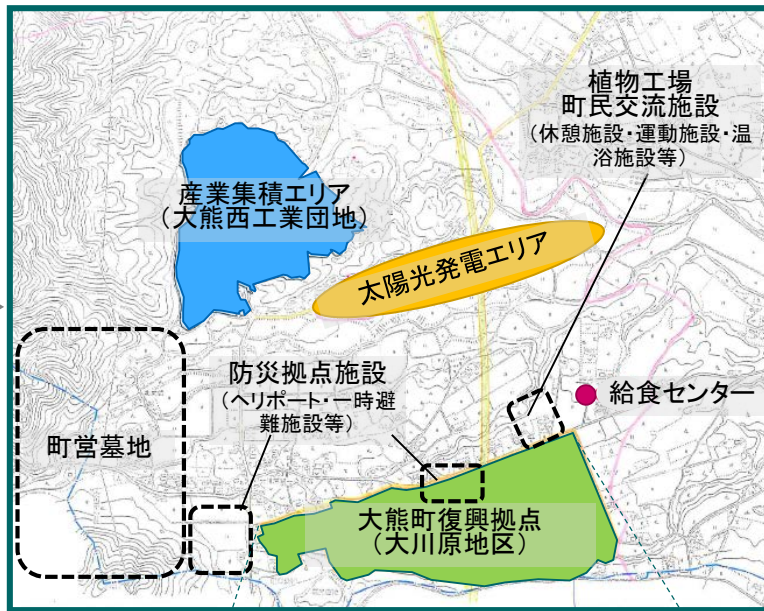 植物工場
町民交流施設
（休憩施設・運動施設・温
浴施設等）
産業集積エリア
（大熊西工業団地）
太陽光発電エリア
防災拠点施設
（ヘリポート・一時避
難施設等）
給食センター
町営墓地
大熊町復興拠点
（大川原地区）